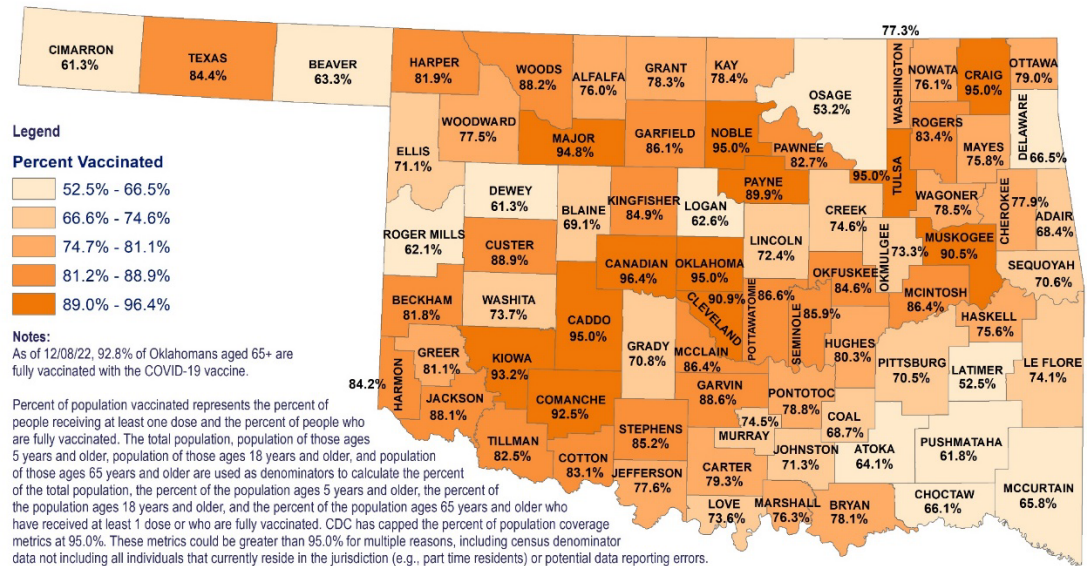 77.3%
CIMARRON
61.3%
TEXAS
84.4%
BEAVER
63.3%
HARPER
81.9%
WOODS
88.2%
ALFALFA
76.0%
GRANT
78.3%
KAY
78.4%
OSAGE
53.2%
WASHINGTON
NOWATA
76.1%
CRAIG
95.0%
OTTAWA
79.0%
Legend
Percent Vaccinated
52.5% - 66.5%
66.6% - 74.6%
74.7% - 81.1%
81.2% - 88.9%
89.0% - 96.4%
ELLIS
71.1%
WOODWARD
77.5%
MAJOR
94.8%
GARFIELD
86.1%
NOBLE
95.0%
PAWNEE
82.7%
95.0%
TULSA
ROGERS
83.4%
MAYES
75.8%
DELAWARE
66.5%
DEWEY
61.3%
BLAINE
69.1%
KINGFISHER
84.9%
LOGAN
62.6%
PAYNE
89.9%
CREEK
74.6%
WAGONER
78.5%
CHEROKEE
77.9%
ADAIR
68.4%
ROGER MILLS
62.1%
CUSTER
88.9%
CANADIAN
96.4%
OKLAHOMA
95.0%
LINCOLN
72.4%
OKMULGEE
73.3%
MUSKOGEE
90.5%
SEQUOYAH
70.6%
BECKHAM
81.8%
WASHITA
73.7%
CADDO
95.0%
GRADY
70.8%
90.9%
CLEVELAND
POTTAWATOMIE
86.6%
SEMINOLE
85.9%
OKFUSKEE
84.6%
MCINTOSH
86.4%
HASKELL
75.6%
Notes:
As of 12/08/22, 92.8% of Oklahomans aged 65+ are
fully vaccinated with the COVID-19 vaccine.
84.2%
HARMON
GREER
81.1%
KIOWA
93.2%
MCCLAIN
86.4%
HUGHES
80.3%
PITTSBURG
70.5%
LATIMER
52.5%
LE FLORE
74.1%
JACKSON
88.1%
COMANCHE
92.5%
GARVIN
88.6%
PONTOTOC
78.8%
COAL
68.7%
TILLMAN
82.5%
COTTON
83.1%
STEPHENS
85.2%
74.5%
MURRAY
JOHNSTON
71.3%
ATOKA
64.1%
PUSHMATAHA
61.8%
MCCURTAIN
65.8%
JEFFERSON
77.6%
CARTER
79.3%
LOVE
73.6%
MARSHALL
76.3%
BRYAN
78.1%
CHOCTAW
66.1%
Percent of population vaccinated represents the percent of
people receiving at least one dose and the percent of people who
are fully vaccinated. The total population, population of those ages
5 years and older, population of those ages 18 years and older, and population
of those ages 65 years and older are used as denominators to calculate the percent
of the total population, the percent of the population ages 5 years and older, the percent of
the population ages 18 years and older, and the percent of the population ages 65 years and older who
have received at least 1 dose or who are fully vaccinated. CDC has capped the percent of population coverage
metrics at 95.0%. These metrics could be greater than 95.0% for multiple reasons, including census denominator
data not including all individuals that currently reside in the jurisdiction (e.g., part time residents) or potential data reporting errors.